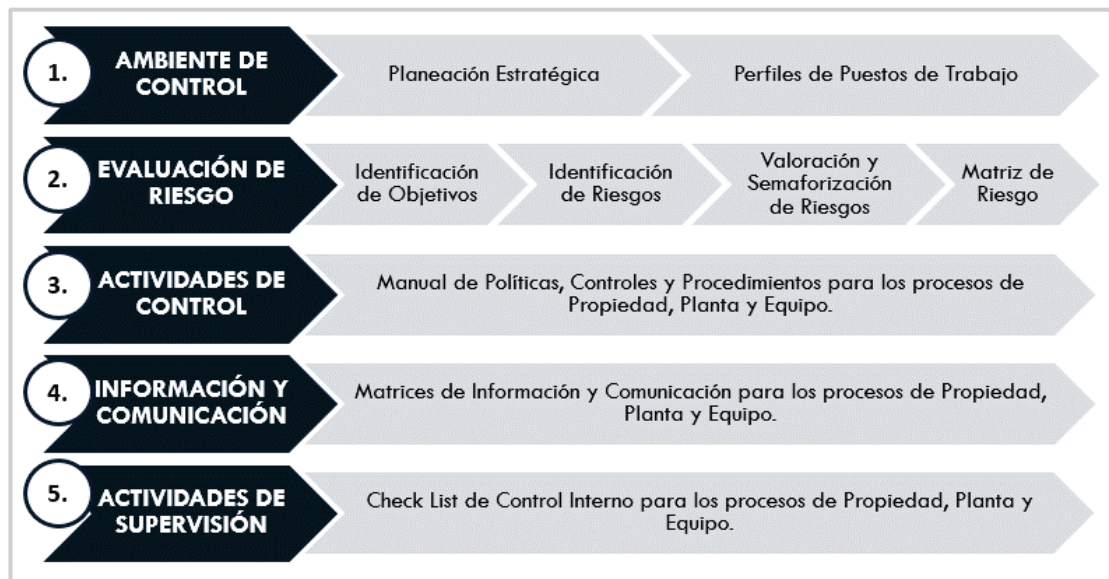 1.
AMBIENTE DE
CONTROL
Planeación Estratégica
Perfiles de Puestos de Trabajo
2.
EVALUACIÓN DE
RIESGO
Identificación
de Objetivos
Identificación
de Riesgos
Valoración y
Semaforización
de Riesgos
Matriz de
Riesgo
3.
ACTIVIDADES DE
CONTROL
Manual de Políticas, Controles y Procedimientos para los procesos de
Propiedad, Planta y Equipo.
4.
INFORMACIÓN Y
COMUNICACIÓN
Matrices de Información y Comunicación para los procesos de Propiedad,
Planta y Equipo.
5.
ACTIVIDADES DE
SUPERVISIÓN
Check List de Control Interno para los procesos de Propiedad, Planta y
Equipo.